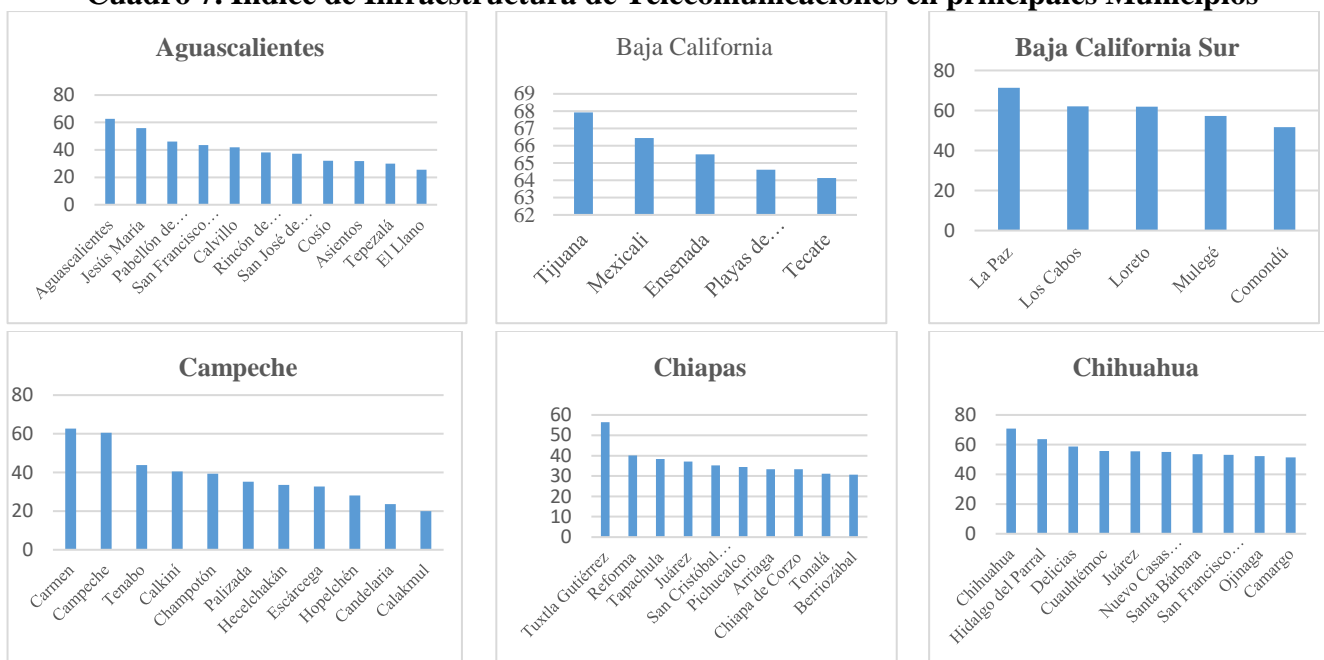 Cuadro 7. Índice de Infraestructura de Telecomunicaciones en principales Municipios
Aguascalientes
80
60
40
20
0
Aguascalientes
Jesús María
Pabellón de…
San Francisco…
Calvillo
Rincón de…
San José de…
Cosío
Asientos
Tepezalá
El Llano
Baja California
69
68
67
66
65
64
63
62
Tijuana
Mexicali
Ensenada
Playas de…
Tecate
Baja California Sur
80
60
40
20
0
La Paz
Los Cabos
Loreto
Mulegé
Comondú
Campeche
80
60
40
20
0
Carmen
Campeche
Tenabo
Calkiní
Champotón
Palizada
Hecelchakán
Escárcega
Hopelchén
Candelaria
Calakmul
Chiapas
60
50
40
30
20
10
0
Tuxtla Gutiérrez
Reforma
Tapachula
Juárez
San Cristóbal…
Pichucalco
Arriaga
Chiapa de Corzo
Tonalá
Berriozábal
Chihuahua
80
60
40
20
0
Chihuahua
Hidalgo del Parral
Delicias
Cuauhtémoc
Juárez
Nuevo Casas…
Santa Bárbara
San Francisco…
Ojinaga
Camargo